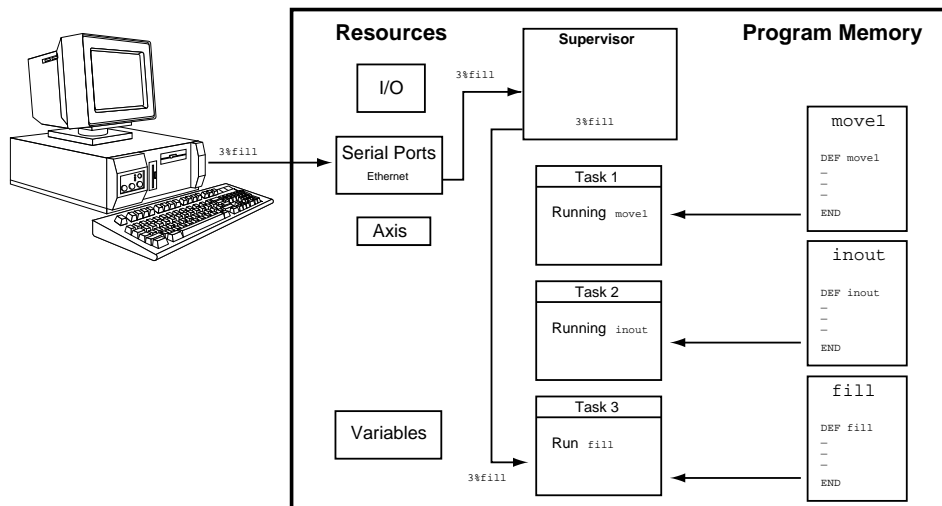 Resources
Supervisor
Program Memory
I/O
3%fill
3%fill
move1
DEF move1
–
–
–
END
3%fill
Serial Ports
Ethernet
Task 1
Running move1
Axis
inout
DEF inout
–
–
–
END
Task 2
Running inout
fill
DEF fill
–
–
–
END
Task 3
Run fill
Variables
3%fill